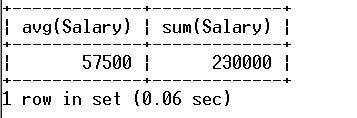 +-------------+-------------+
| avg(Salary) | sum(Salary) |
+-------------+-------------+
|       57500 |      230000 |
+-------------+-------------+
1 row in set (0.06 sec)